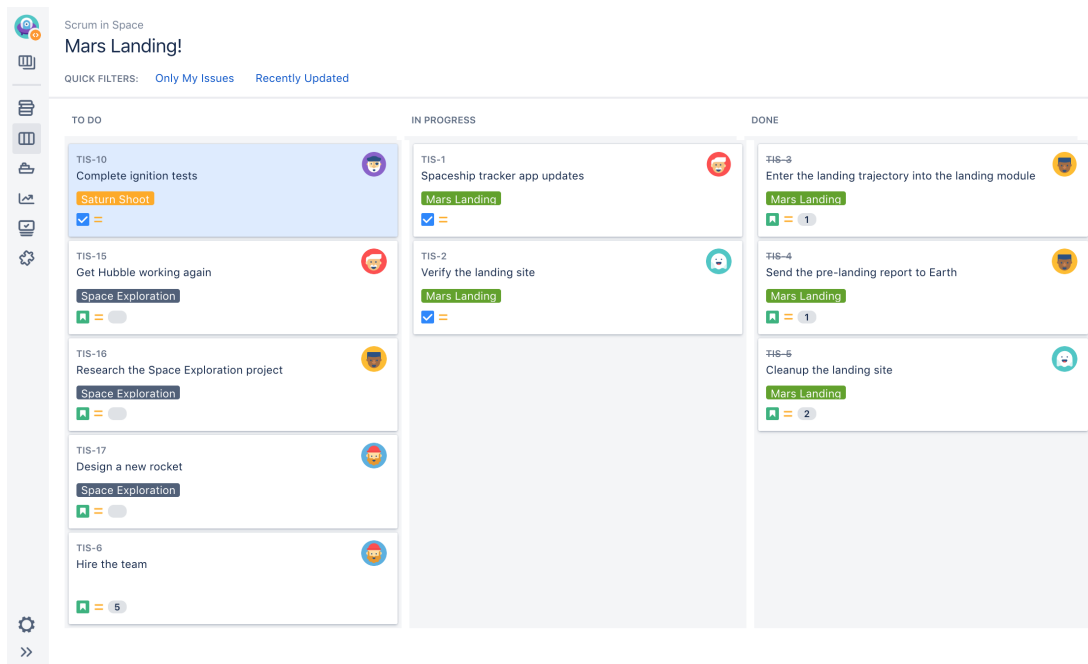 Scrum in Space
Mars Landing!
QUICK FILTERS: Only My Issues Recently Updated
TO DO
TIS-10
Complete ignition tests
Saturn Shoot
TIS-15
Get Hubble working again
Space Exploration
TIS-16
Research the Space Exploration project
Space Exploration
TIS-17
Design a new rocket
Space Exploration
TIS-6
Hire the team
5
IN PROGRESS
TIS-1
Spaceship tracker app updates
Mars Landing
TIS-2
Verify the landing site
Mars Landing
DONE
TIS-3
Enter the landing trajectory into the landing module
Mars Landing
1
TIS-4
Send the pre-landing report to Earth
Mars Landing
1
TIS-5
Cleanup the landing site
Mars Landing
2